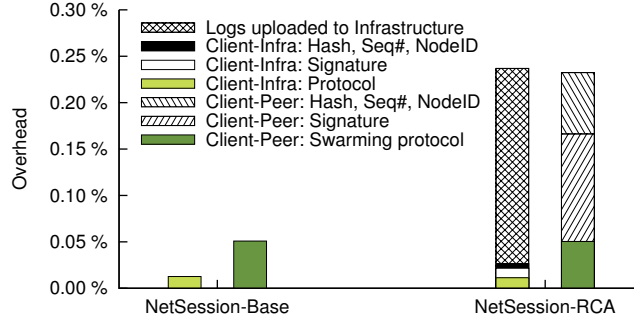 0.30 %
0.25 %
0.20 %
0.15 %
0.10 %
0.05 %
0.00 %
Overhead
Logs uploaded to Infrastructure
Client-Infra: Hash, Seq#, NodeID
Client-Infra: Signature
Client-Infra: Protocol
Client-Peer: Hash, Seq#, NodeID
Client-Peer: Signature
Client-Peer: Swarming protocol
NetSession-Base
NetSession-RCA